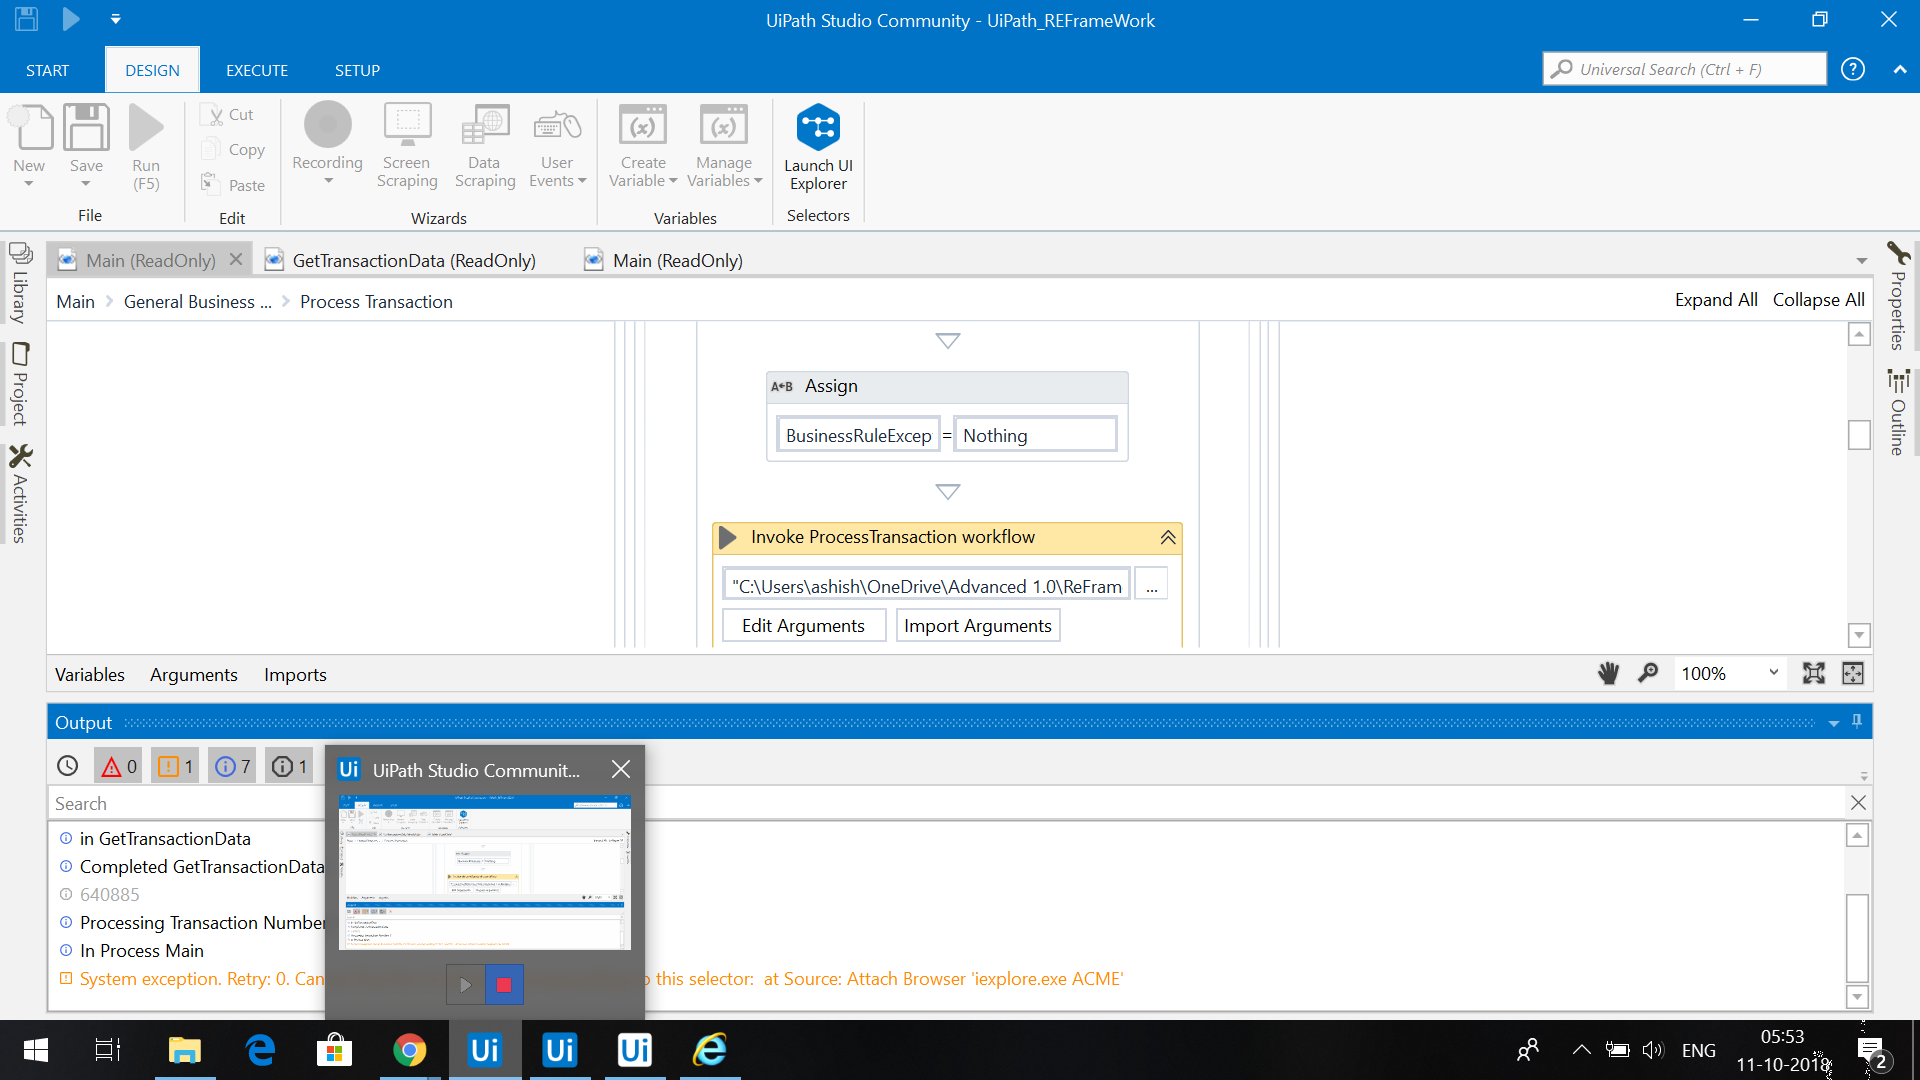 UiPath Studio Community - UiPath_REFrameWork
START DESIGN EXECUTE SETUP
Universal Search (Ctrl + F)
?
New
Save
Run
(F5)
File
Cut
Copy
Paste
Edit
Recording
Screen
Scraping
Data
Scraping
User
Events
Wizards
Create
Variable
Manage
Variables
Variables
Launch UI
Explorer
Selectors
Library
Project
Activities
Main (ReadOnly)
GetTransactionData (ReadOnly)
Main (ReadOnly)
Main
General Business ...
Process Transaction
Expand All
Collapse All
Properties
Outline
A←B Assign
BusinessRuleExcep = Nothing
Invoke ProcessTransaction workflow
"C:\Users\ashish\OneDrive\Advanced 1.0\ReFram ...
Edit Arguments
Import Arguments
Variables
Arguments
Imports
100%
Output
0
1
7
1
Search
in GetTransactionData
Completed GetTransactionData
640885
Processing Transaction Number
In Process Main
System exception. Retry: 0. Can
o this selector: at Source: Attach Browser 'iexplore.exe ACME'
Ui UiPath Studio Communit...
Ui
Ui
Ui
ENG
05:53
11-10-2018
2